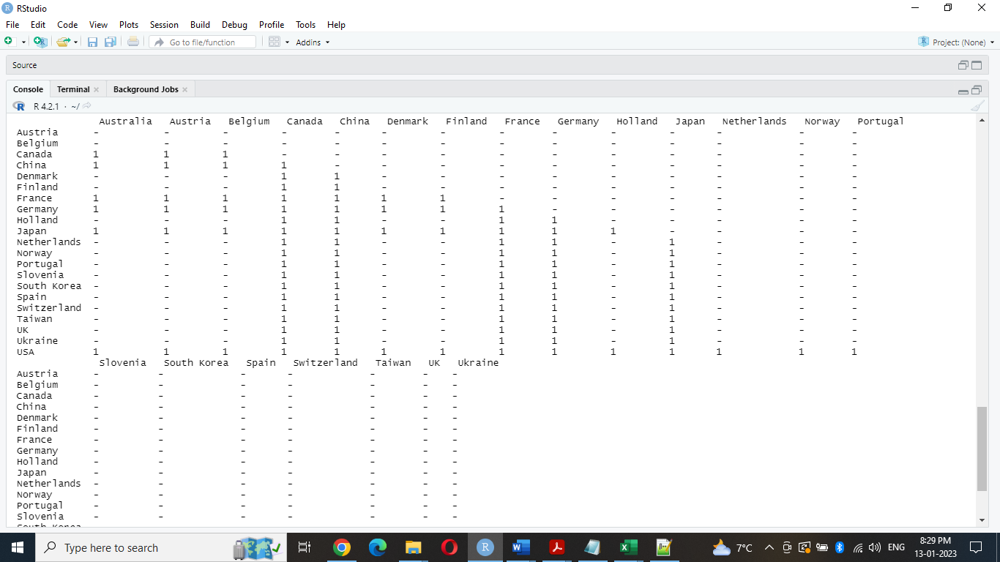 RStudio
File Edit Code View Plots Session Build Debug Profile Tools Help
Go to file/function Addins Project: (None)
Source
Console Terminal Background Jobs
R 4.2.1 · ~/
Australia Austria Belgium Canada China Denmark Finland France Germany Holland Japan Netherlands Norway Portugal
Austria - - - - - - - - - - - - - -
Belgium - - - - - - - - - - - - - -
Canada 1 1 1 - - - - - - - - - - -
China 1 1 1 1 - - - - - - - - - -
Denmark - - - 1 1 - - - - - - - - -
Finland - - - 1 1 - - - - - - - - -
France 1 1 1 1 1 1 1 - - - - - - -
Germany 1 1 1 1 1 1 1 1 - - - - - -
Holland - - - 1 1 - - 1 1 - - - - -
Japan 1 1 1 1 1 1 1 1 1 1 - - - -
Netherlands - - - 1 1 - - 1 1 - 1 - - -
Norway - - - 1 1 - - 1 1 - 1 - - -
Portugal - - - 1 1 - - 1 1 - 1 - - -
Slovenia - - - 1 1 - - 1 1 - 1 - - -
South Korea - - - 1 1 - - 1 1 - 1 - - -
Spain - - - 1 1 - - 1 1 - 1 - - -
Switzerland - - - 1 1 - - 1 1 - 1 - - -
Taiwan - - - 1 1 - - 1 1 - 1 - - -
UK - - - 1 1 - - 1 1 - 1 - - -
Ukraine - - - 1 1 - - 1 1 - 1 - - -
USA 1 1 1 1 1 1 1 1 1 1 1 1 1 1
Slovenia South Korea Spain Switzerland Taiwan UK Ukraine
Austria - - - - - - -
Belgium - - - - - - -
Canada - - - - - - -
China - - - - - - -
Denmark - - - - - - -
Finland - - - - - - -
France - - - - - - -
Germany - - - - - - -
Holland - - - - - - -
Japan - - - - - - -
Netherlands - - - - - - -
Norway - - - - - - -
Portugal - - - - - - -
Slovenia - - - - - - -
South Korea
Type here to search 7°C ENG 8:29 PM
13-01-2023